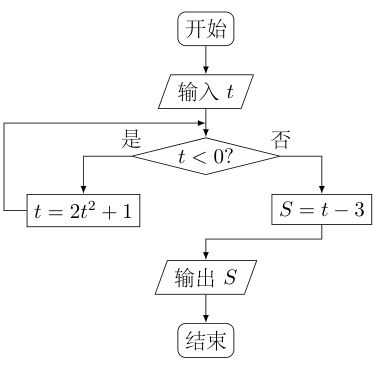 开始
输入 t
是
否
t < 0?
t = 2t² + 1
S = t − 3
输出 S
结束